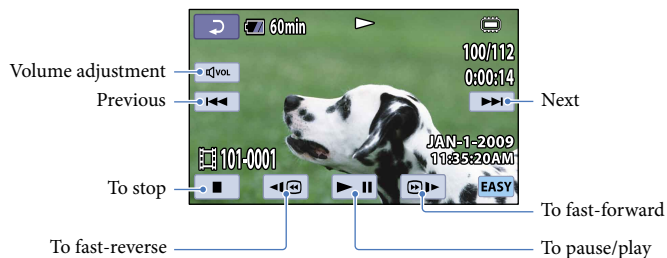 60min
100/112
Volume adjustment
VOL
0:00:14
Previous
Next
JAN-1-2009
101-0001
11:35:20AM
To stop
EASY
To fast-forward
To fast-reverse
To pause/play